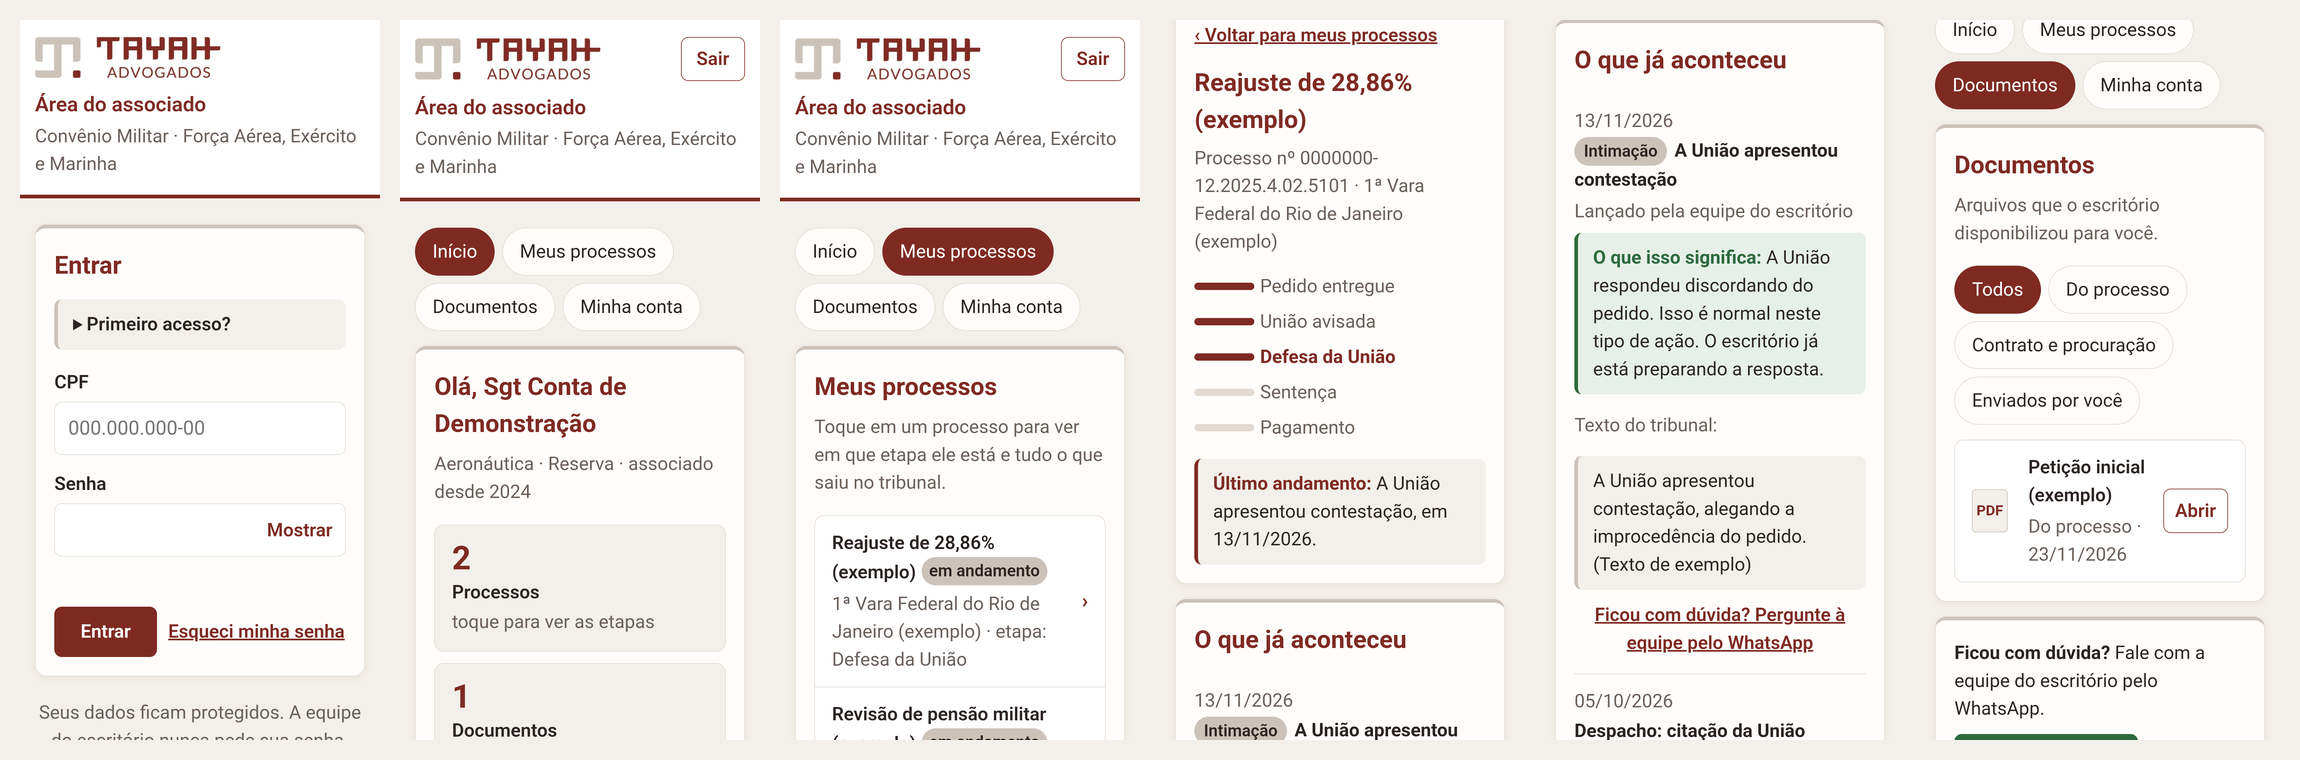 TAYAH
ADVOGADOS
Área do associado
Convênio Militar · Força Aérea, Exército
e Marinha
Entrar
▸ Primeiro acesso?
CPF
000.000.000-00
Senha
Mostrar
Entrar
Esqueci minha senha
Seus dados ficam protegidos. A equipe
do escritório nunca pede sua senha
TAYAH
ADVOGADOS
Sair
Área do associado
Convênio Militar · Força Aérea, Exército
e Marinha
Início
Meus processos
Documentos
Minha conta
Olá, Sgt Conta de
Demonstração
Aeronáutica · Reserva · associado
desde 2024
2
Processos
toque para ver as etapas
1
Documentos
TAYAH
ADVOGADOS
Sair
Área do associado
Convênio Militar · Força Aérea, Exército
e Marinha
Início
Meus processos
Documentos
Minha conta
Meus processos
Toque em um processo para ver
em que etapa ele está e tudo o que
saiu no tribunal.
Reajuste de 28,86%
(exemplo) em andamento
1ª Vara Federal do Rio de
Janeiro (exemplo) · etapa:
Defesa da União
›
Revisão de pensão militar
(exemplo) em andamento
‹ Voltar para meus processos
Reajuste de 28,86%
(exemplo)
Processo nº 0000000-
12.2025.4.02.5101 · 1ª Vara
Federal do Rio de Janeiro
(exemplo)
Pedido entregue
União avisada
Defesa da União
Sentença
Pagamento
Último andamento: A União
apresentou contestação, em
13/11/2026.
O que já aconteceu
13/11/2026
Intimação A União apresentou
O que já aconteceu
13/11/2026
Intimação A União apresentou
contestação
Lançado pela equipe do escritório
O que isso significa: A União
respondeu discordando do
pedido. Isso é normal neste
tipo de ação. O escritório já
está preparando a resposta.
Texto do tribunal:
A União apresentou
contestação, alegando a
improcedência do pedido.
(Texto de exemplo)
Ficou com dúvida? Pergunte à
equipe pelo WhatsApp
05/10/2026
Despacho: citação da União
Início
Meus processos
Documentos
Minha conta
Documentos
Arquivos que o escritório
disponibilizou para você.
Todos
Do processo
Contrato e procuração
Enviados por você
PDF
Petição inicial
(exemplo)
Do processo ·
23/11/2026
Abrir
Ficou com dúvida? Fale com a
equipe do escritório pelo
WhatsApp.